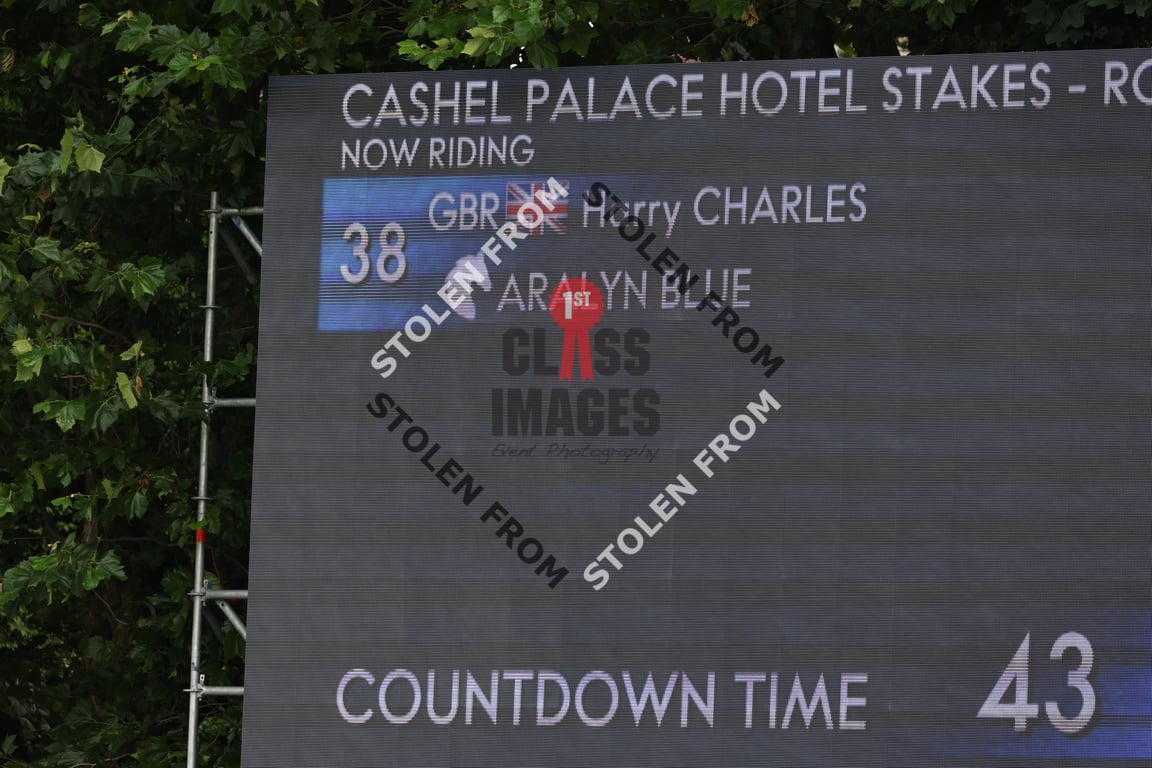 CASHEL PALACE HOTEL STAKES - RO
NOW RIDING
38
GBR Harry CHARLES
ARALYN BLUE
STOLEN FROM
STOLEN FROM
1ST
CLASS
IMAGES
Event Photography
STOLEN FROM
STOLEN FROM
COUNTDOWN TIME 43